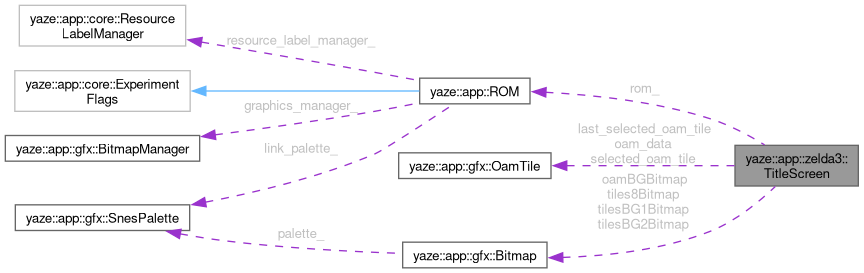 yaze::app::core::Resource
LabelManager
resource_label_manager_
yaze::app::core::Experiment
Flags
yaze::app::ROM
rom_
graphics_manager_
last_selected_oam_tile
oam_data
selected_oam_tile
yaze::app::gfx::BitmapManager
link_palette_
yaze::app::gfx::OamTile
yaze::app::zelda3::
TitleScreen
oamBGBitmap
tiles8Bitmap
tilesBG1Bitmap
tilesBG2Bitmap
yaze::app::gfx::SnesPalette
palette_
yaze::app::gfx::Bitmap